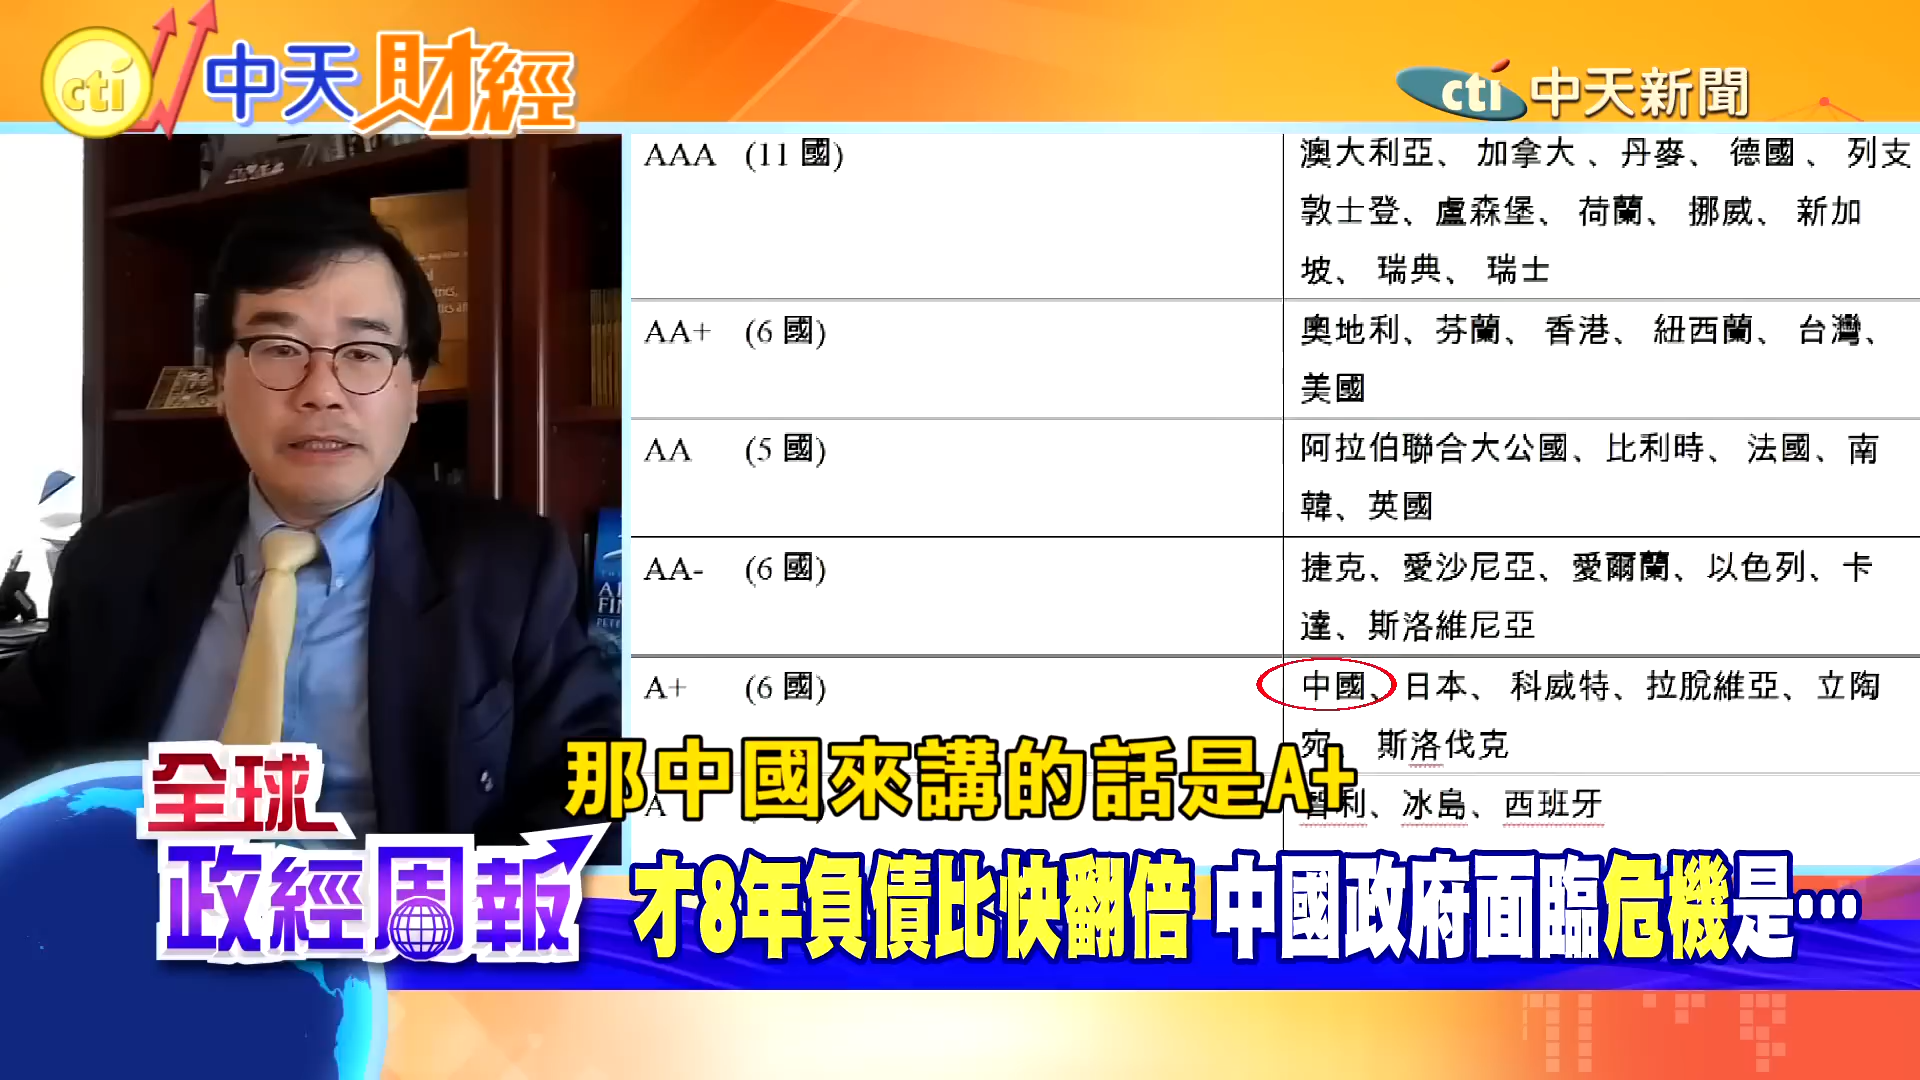 cti 中天財經
cti 中天新聞
AAA (11 國)
澳大利亞、 加拿大 、丹麥、 德國 、 列支
敦士登、盧森堡、 荷蘭、 挪威、 新加
坡、 瑞典、 瑞士
AA+ (6 國)
奧地利、芬蘭、 香港、 紐西蘭、 台灣、
美國
AA (5 國)
阿拉伯聯合大公國、比利時、 法國、南
韓、英國
AA- (6 國)
捷克、愛沙尼亞、愛爾蘭、以色列、卡
達、斯洛維尼亞
A+ (6 國)
中國、日本、 科威特、拉脫維亞、立陶
宛、 斯洛伐克
A
智利、冰島、西班牙
那中國來講的話是A+
全球
政經周報
才8年負債比快翻倍 中國政府面臨危機是…